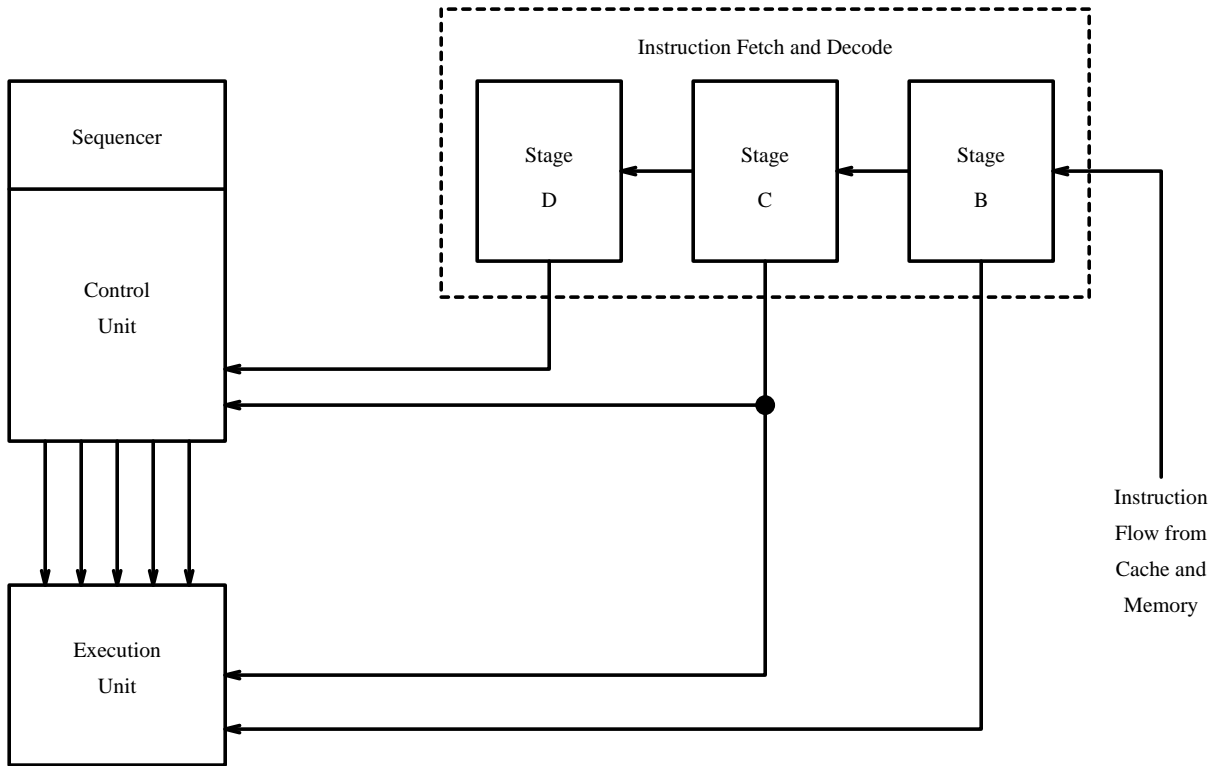 Instruction Fetch and Decode
Sequencer
Stage
D
Stage
C
Stage
B
Control
Unit
Instruction
Flow from
Cache and
Memory
Execution
Unit